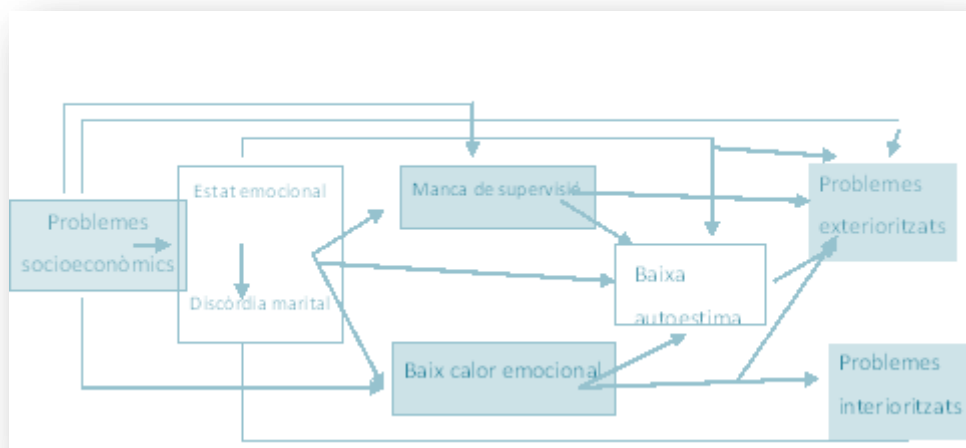 Problemes
socioeconòmics
Estat emocional
Discòrdia marital
Manca de supervisió
Baix calor emocional
Baixa
autoestima
Problemes
exterioritzats
Problemes
interioritzats